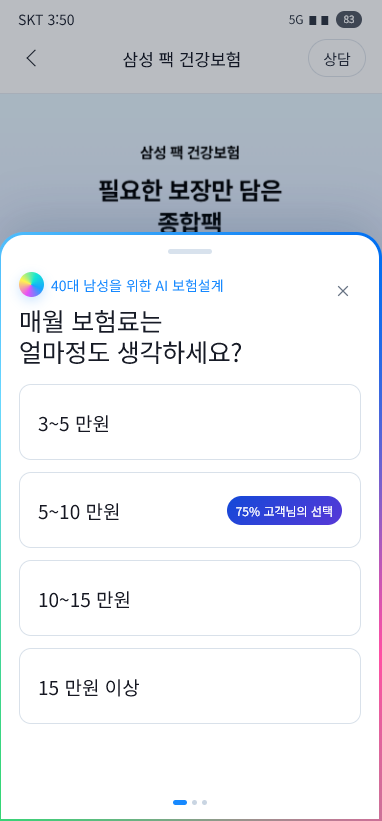 SKT 3:50
5G
83
삼성 팩 건강보험
상담
삼성 팩 건강보험
필요한 보장만 담은
종합팩
40대 남성을 위한 AI 보험설계
매월 보험료는
얼마정도 생각하세요?
3~5 만원
5~10 만원
75% 고객님의 선택
10~15 만원
15 만원 이상